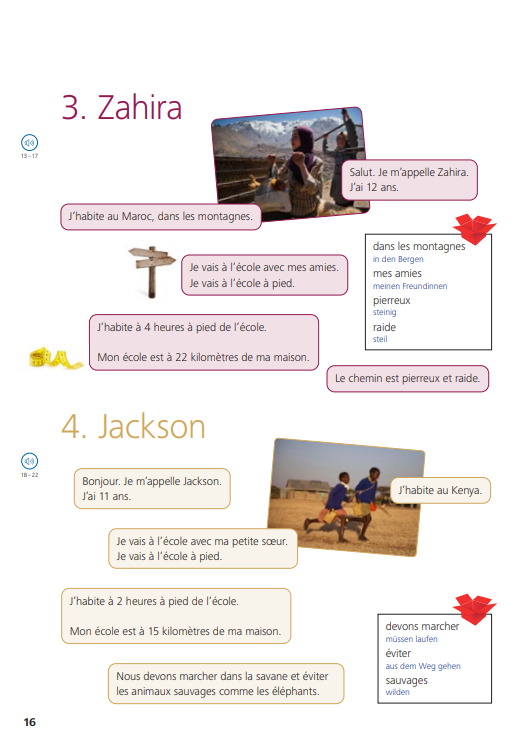 3. Zahira
13–17
Salut. Je m'appelle Zahira.
J'ai 12 ans.
J'habite au Maroc, dans les montagnes.
Je vais à l'école avec mes amies.
Je vais à l'école à pied.
dans les montagnes
in den Bergen
mes amies
meinen Freundinnen
pierreux
steinig
raide
steil
J'habite à 4 heures à pied de l'école.
Mon école est à 22 kilomètres de ma maison.
Le chemin est pierreux et raide.
4. Jackson
18–22
Bonjour. Je m'appelle Jackson.
J'ai 11 ans.
J'habite au Kenya.
Je vais à l'école avec ma petite sœur.
Je vais à l'école à pied.
J'habite à 2 heures à pied de l'école.
Mon école est à 15 kilomètres de ma maison.
devons marcher
müssen laufen
éviter
aus dem Weg gehen
sauvages
wilden
Nous devons marcher dans la savane et éviter
les animaux sauvages comme les éléphants.
16